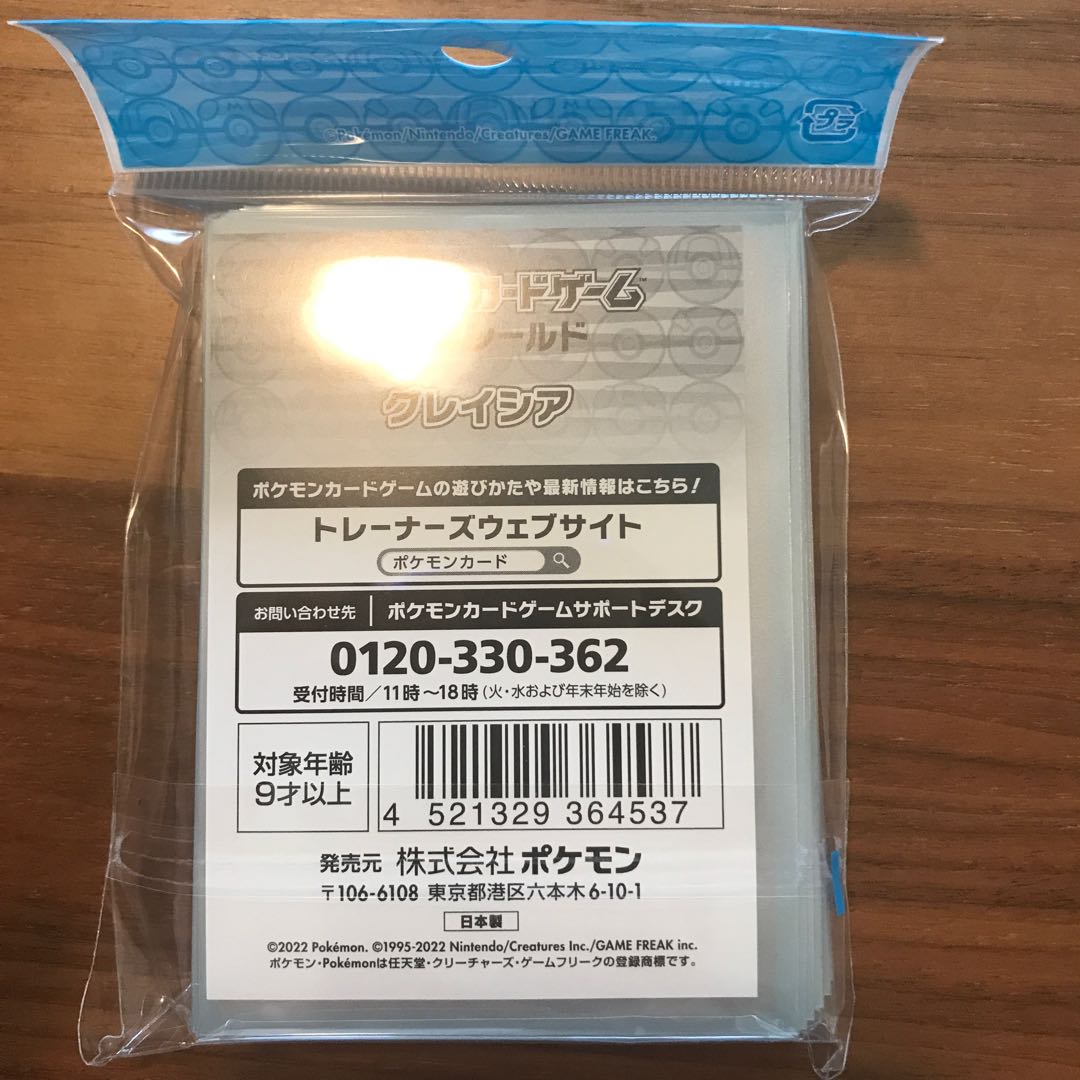 ©Pokémon/Nintendo/Creatures/GAME FREAK.
プラ
カードゲーム™
ールド
グレイシア
ポケモンカードゲームの遊びかたや最新情報はこちら!
トレーナーズウェブサイト
ポケモンカード
お問い合わせ先 ポケモンカードゲームサポートデスク
0120-330-362
受付時間/11時~18時(火・水および年末年始を除く)
対象年齢
9才以上
4 521329 364537
発売元 株式会社 ポケモン
〒106-6108 東京都港区六本木6-10-1
日本製
©2022 Pokémon. ©1995-2022 Nintendo/Creatures Inc./GAME FREAK inc.
ポケモン・Pokémonは任天堂・クリーチャーズ・ゲームフリークの登録商標です。